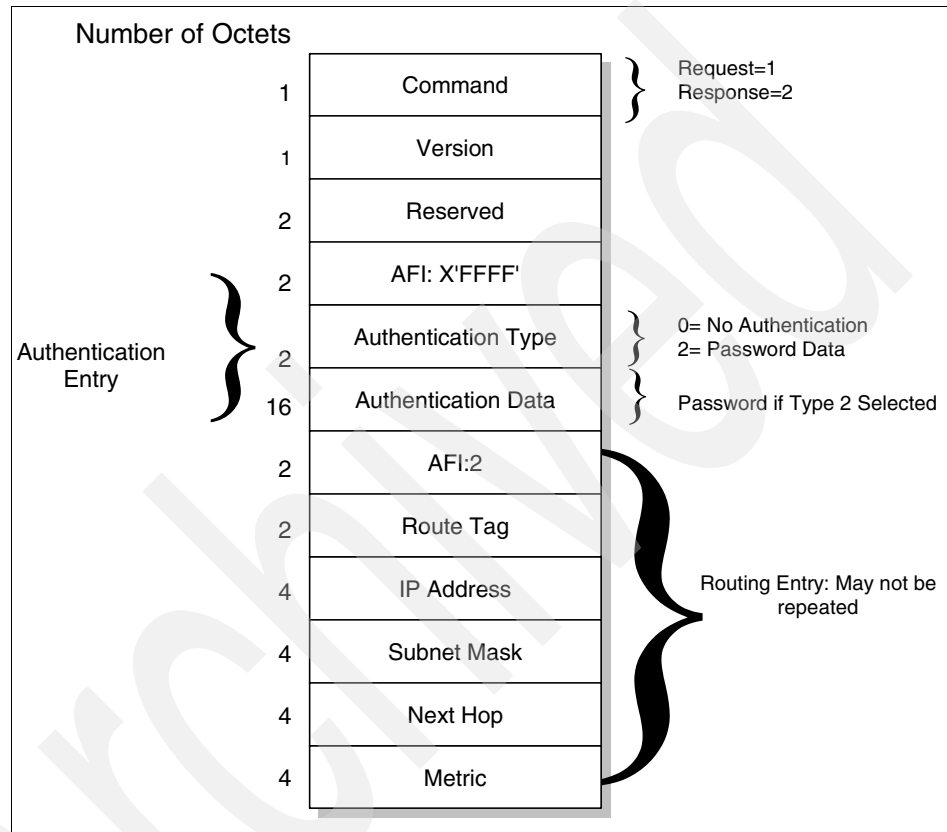 Number of Octets
1
Command
Request=1
Response=2
1
Version
2
Reserved
2
AFI: X'FFFF'
Authentication
Entry
2
Authentication Type
0= No Authentication
2= Password Data
16
Authentication Data
Password if Type 2 Selected
2
AFI:2
2
Route Tag
4
IP Address
Routing Entry: May not be
repeated
4
Subnet Mask
4
Next Hop
4
Metric
rchived